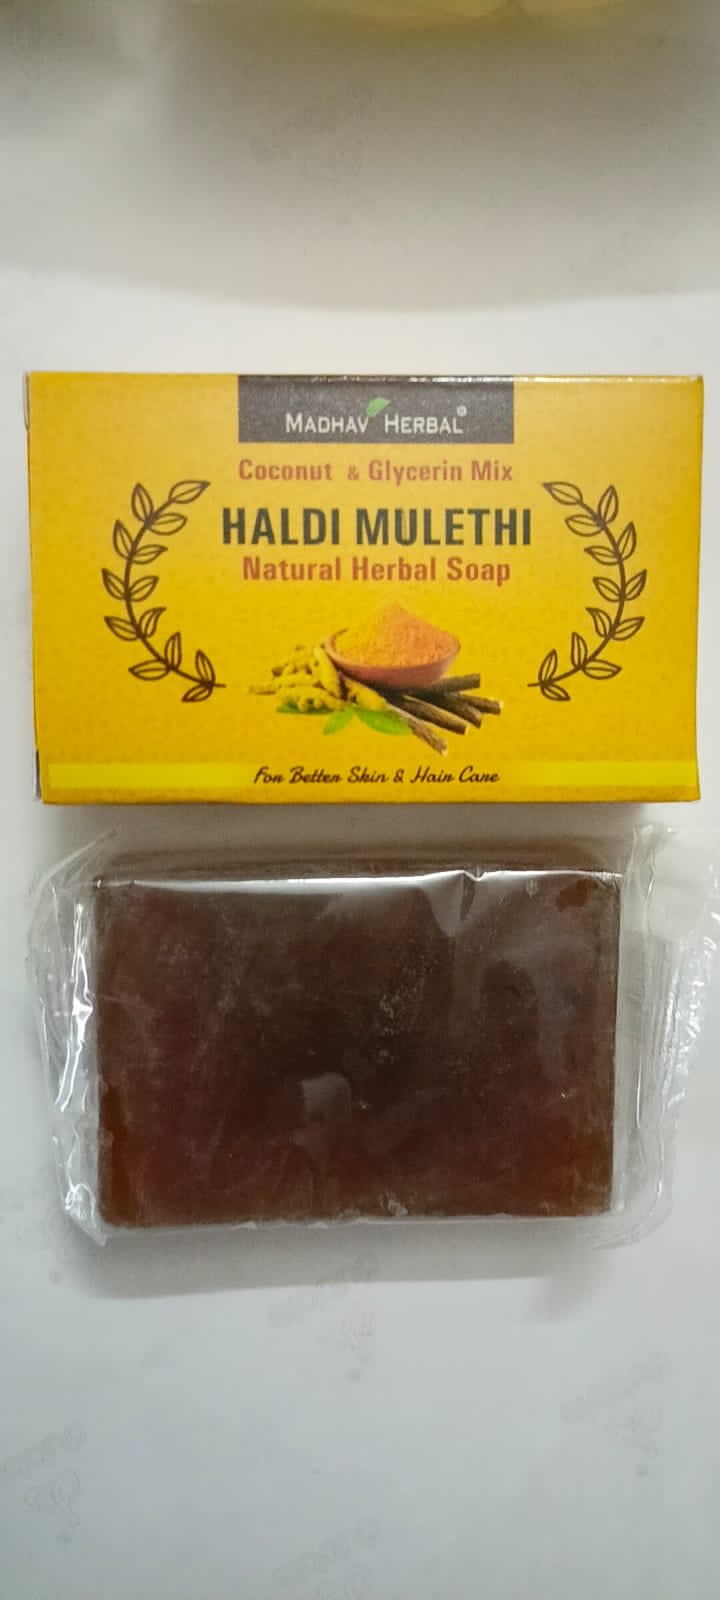 MADHAV HERBAL®
Coconut & Glycerin Mix
HALDI MULETHI
Natural Herbal Soap
For Better Skin & Hair Care